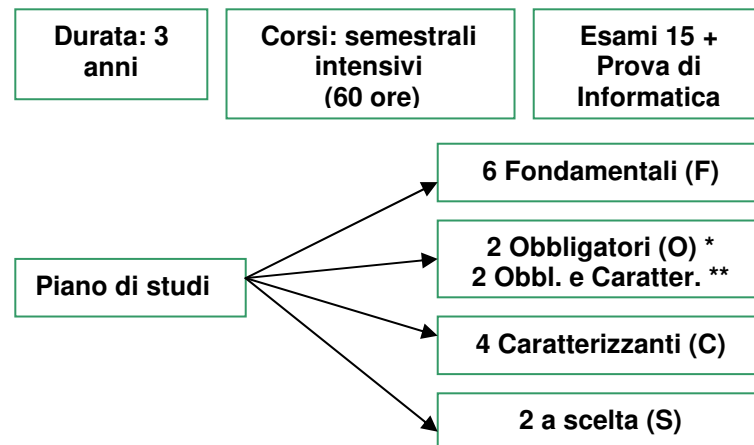 Durata: 3
anni
Corsi: semestrali
intensivi
(60 ore)
Esami 15 +
Prova di
Informatica
6 Fondamentali (F)
2 Obbligatori (O) *
2 Obbl. e Caratter. **
Piano di studi
4 Caratterizzanti (C)
2 a scelta (S)